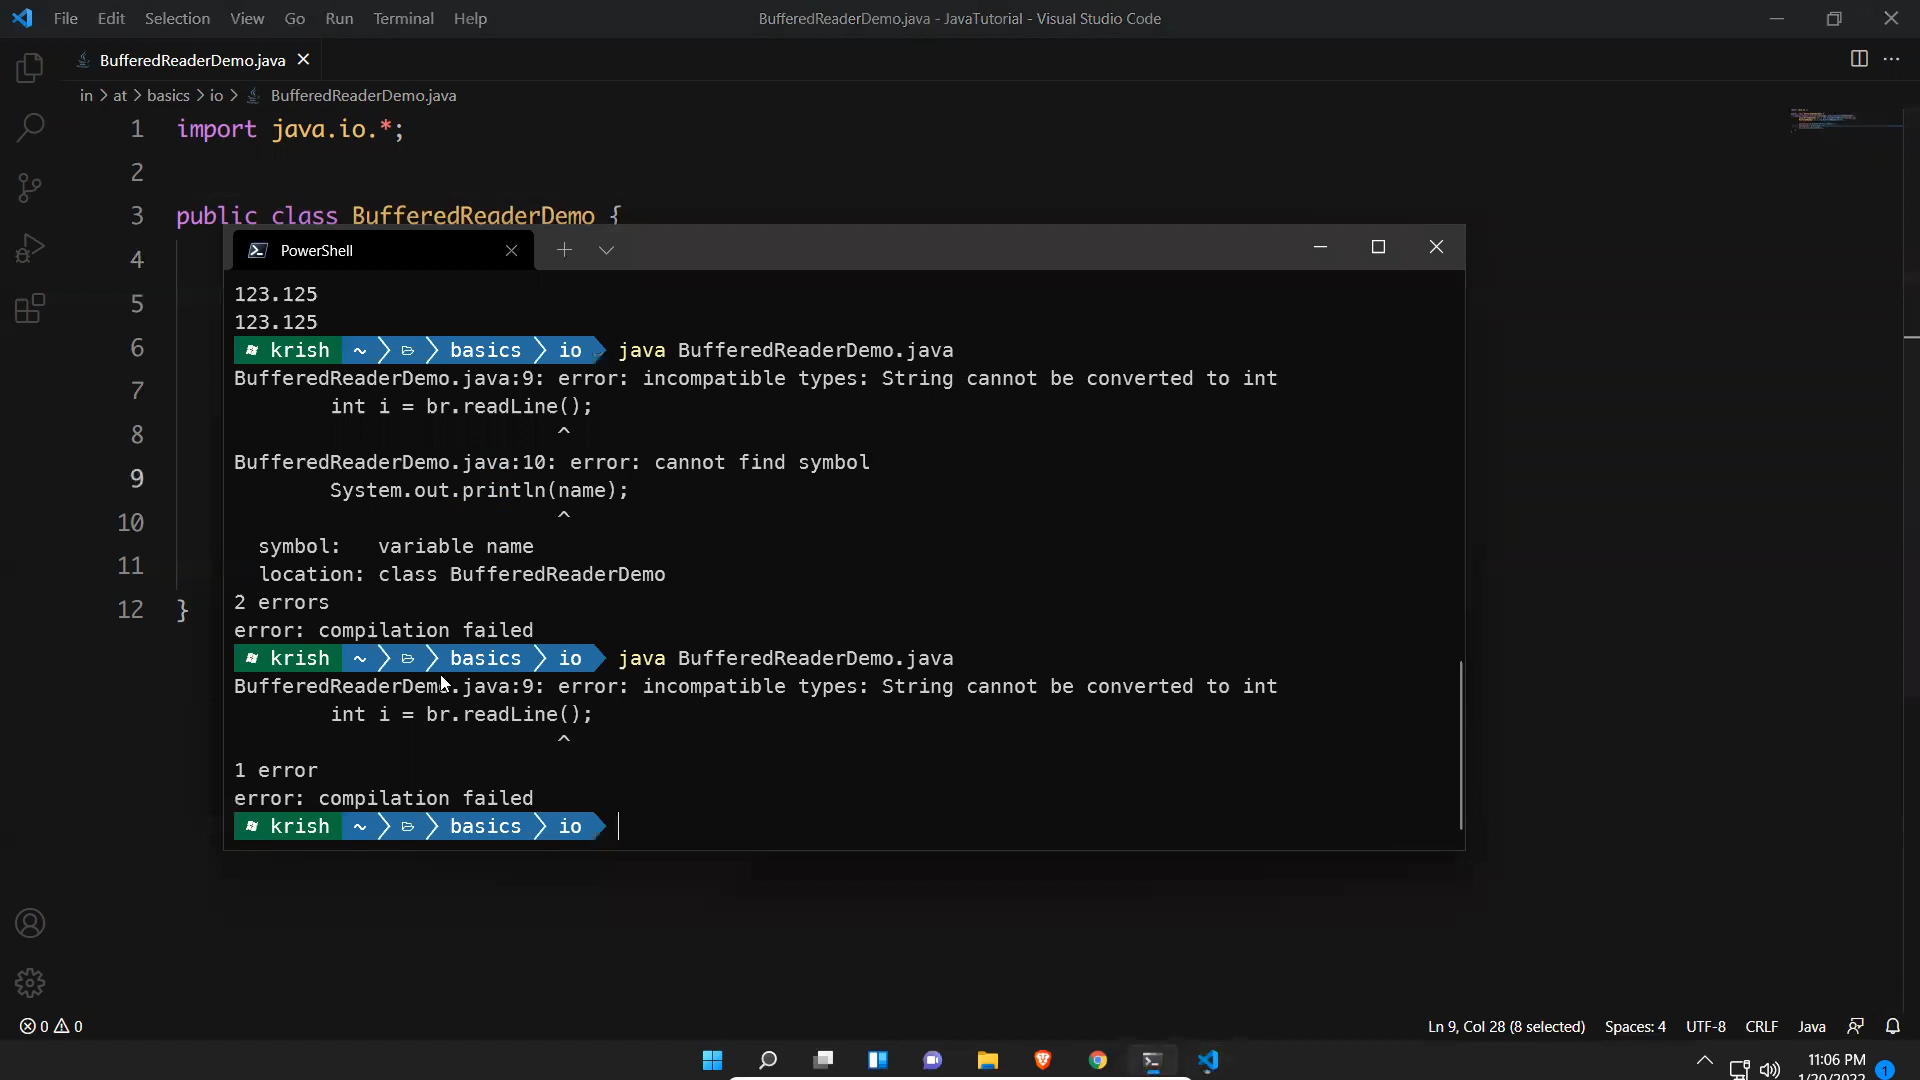 File Edit Selection View Go Run Terminal Help BufferedReaderDemo.java - JavaTutorial - Visual Studio Code
BufferedReaderDemo.java
in > at > basics > io > BufferedReaderDemo.java
1 import java.io.*;
2
3 public class BufferedReaderDemo {
4
5
6
7
8
9
10
11
12 }
PowerShell
123.125
123.125
krish ~ basics io java BufferedReaderDemo.java
BufferedReaderDemo.java:9: error: incompatible types: String cannot be converted to int
int i = br.readLine();
^
BufferedReaderDemo.java:10: error: cannot find symbol
System.out.println(name);
^
symbol:   variable name
location: class BufferedReaderDemo
2 errors
error: compilation failed
krish ~ basics io java BufferedReaderDemo.java
BufferedReaderDemo.java:9: error: incompatible types: String cannot be converted to int
int i = br.readLine();
^
1 error
error: compilation failed
krish ~ basics io
0 0 Ln 9, Col 28 (8 selected) Spaces: 4 UTF-8 CRLF Java
11:06 PM
1
1/20/2022